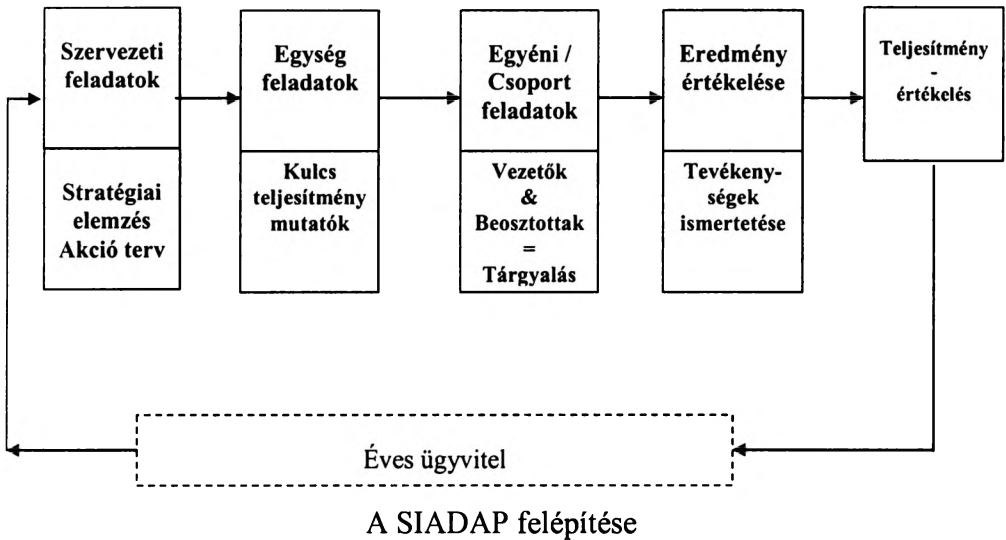 Szervezeti
feladatok
Stratégiai
elemzés
Akció terv
Egység
feladatok
Kulcs
teljesítmény
mutatók
Egyéni /
Csoport
feladatok
Vezetők
&
Beosztottak
=
Tárgyalás
Eredmény
értékelése
Tevékeny-
ségek
ismertetése
Teljesítmény
-
értékelés
Éves ügyvitel
A SIADAP felépítése